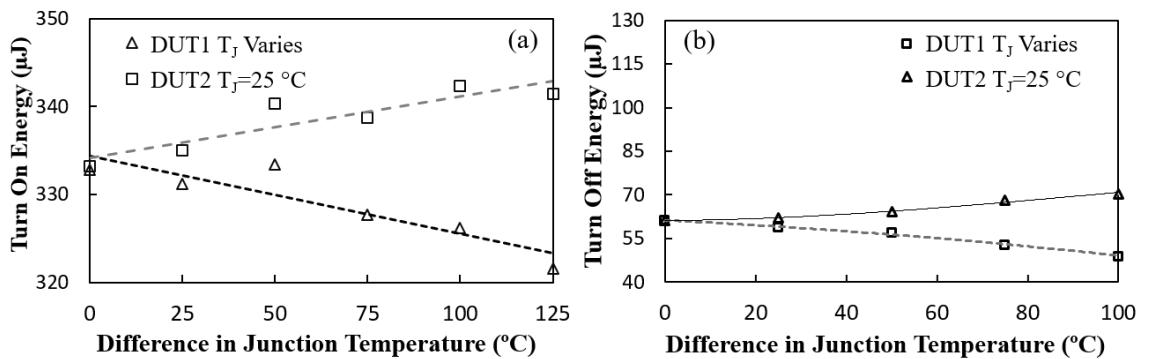 Turn On Energy (µJ)
350
340
330
320
(a)
DUT1 TJ Varies
DUT2 TJ=25 °C
0 25 50 75 100 125
Difference in Junction Temperature (ºC)
Turn Off Energy (µJ)
130
115
100
85
70
55
40
(b)
DUT1 TJ Varies
DUT2 TJ=25 °C
0 20 40 60 80 100
Difference in Junction Temperature (ºC)